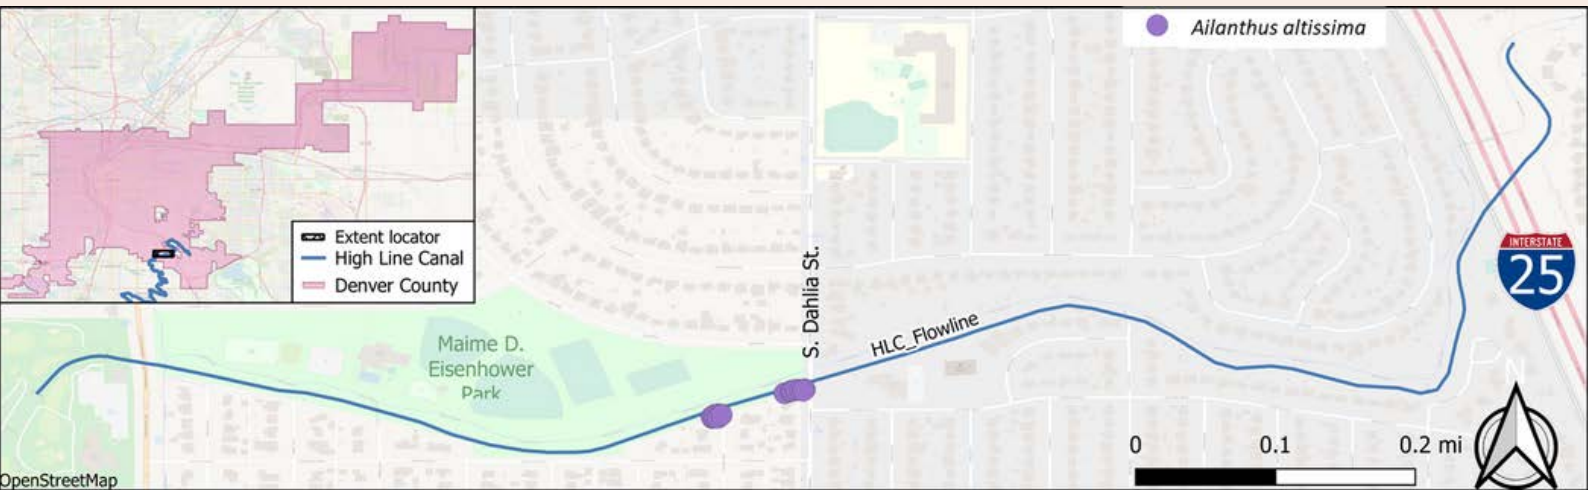 Ailanthus altissima
Extent locator
High Line Canal
Denver County
S. Dahlia St.
HLC_Flowline
Maime D.
Eisenhower
Park
INTERSTATE
25
0 0.1 0.2 mi
N
OpenStreetMap